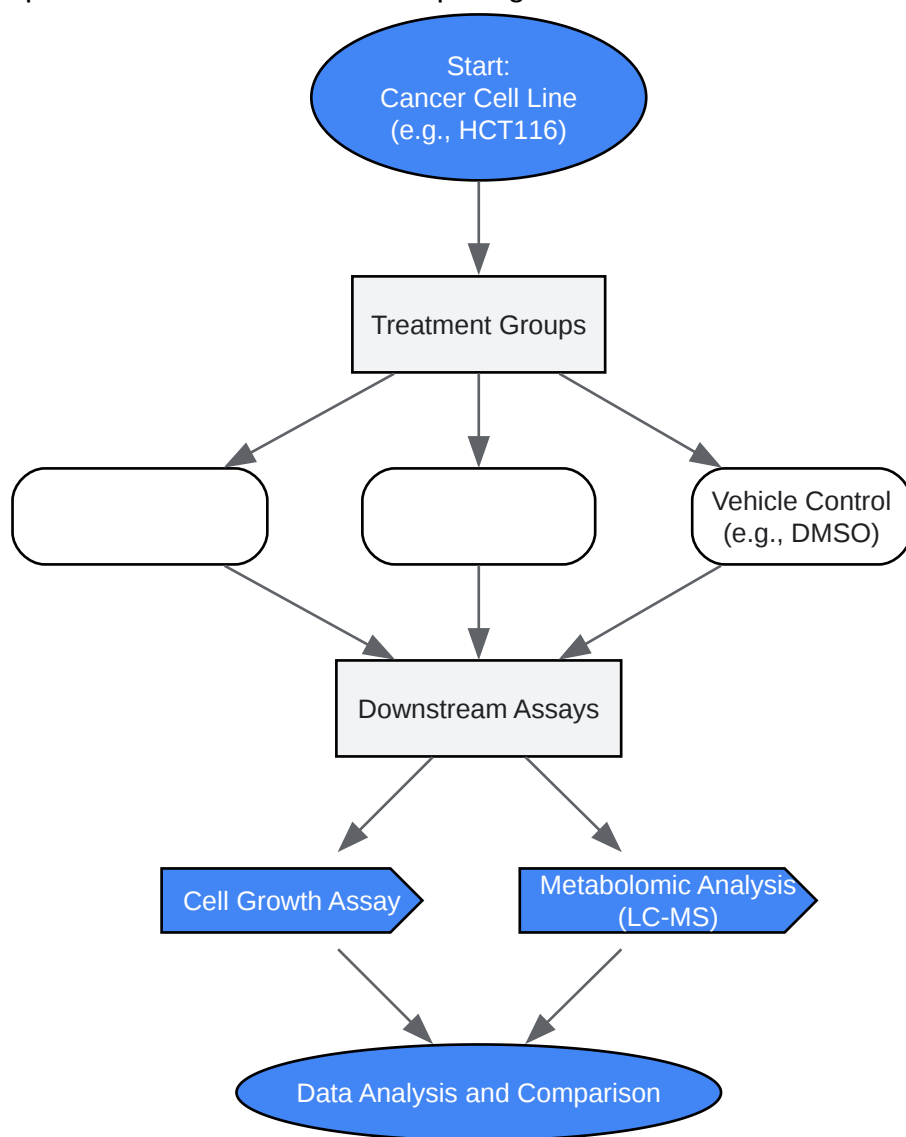 Start:
Cancer Cell Line
(e.g., HCT116)
Treatment Groups
Vehicle Control
(e.g., DMSO)
Downstream Assays
Cell Growth Assay
Metabolomic Analysis
(LC-MS)
Data Analysis and Comparison